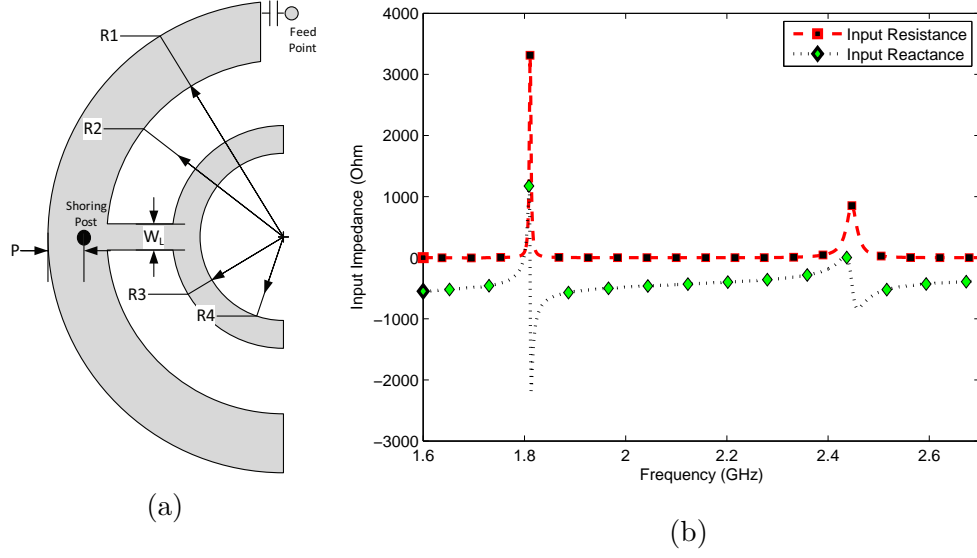 R1
Feed
Point
R2
Shoring
Post
W_L
P
R3
R4
(a)
Input Resistance
Input Reactance
Input Impedance (Ohm
4000
3000
2000
1000
0
−1000
−2000
−3000
1.6
1.8
2
2.2
2.4
2.6
Frequency (GHz)
(b)